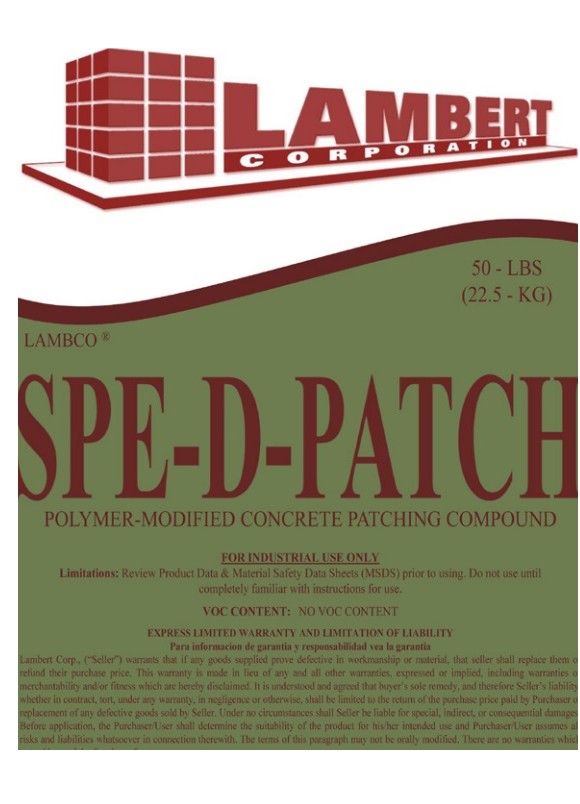 LAMBERT
CORPORATION
50 - LBS
(22.5 - KG)
LAMBCO ®
SPE-D-PATCH
POLYMER-MODIFIED CONCRETE PATCHING COMPOUND
FOR INDUSTRIAL USE ONLY
Limitations: Review Product Data & Material Safety Data Sheets (MSDS) prior to using. Do not use until
completely familiar with instructions for use.
VOC CONTENT: NO VOC CONTENT
EXPRESS LIMITED WARRANTY AND LIMITATION OF LIABILITY
Para informacion de garantia y responsabilidad vea la garantia
Lambert Corp., ("Seller") warrants that if any goods supplied prove defective in workmanship or material, that seller shall replace them o
refund their purchase price. This warranty is made in lieu of any and all other warranties, expressed or implied, including warranties o
merchantability and/or fitness which are hereby disclaimed. It is understood and agreed that buyer's sole remedy, and therefore Seller's liability
whether in contract, tort, under any warranty, in negligence or otherwise, shall be limited to the return of the purchase price paid by Purchaser o
replacement of any defective goods sold by Seller. Under no circumstances shall Seller be liable for special, indirect, or consequential damages
Before application, the Purchaser/User shall determine the suitability of the product for his/her intended use and Purchaser/User assumes al
risks and liabilities whatsoever in connection therewith. The terms of this paragraph may not be orally modified. There are no warranties whic